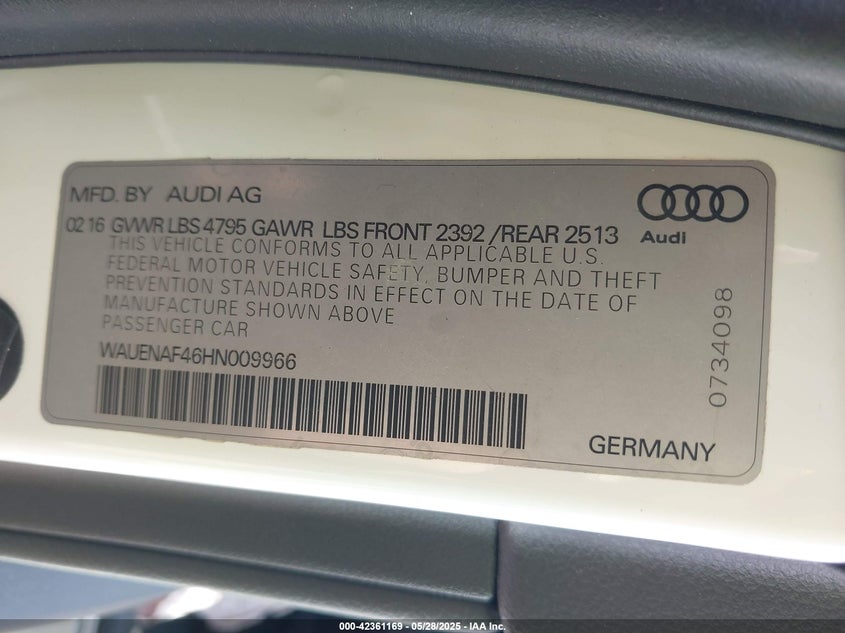 MFD. BY AUDI AG
02 16 GVWR LBS 4795 GAWR LBS FRONT 2392 /REAR 2513
THIS VEHICLE CONFORMS TO ALL APPLICABLE U.S.
FEDERAL MOTOR VEHICLE SAFETY, BUMPER AND THEFT
PREVENTION STANDARDS IN EFFECT ON THE DATE OF
MANUFACTURE SHOWN ABOVE
PASSENGER CAR
WAUENAF46HN009966
Audi
0734098
GERMANY
000-42361169 - 05/28/2025 - IAA Inc.